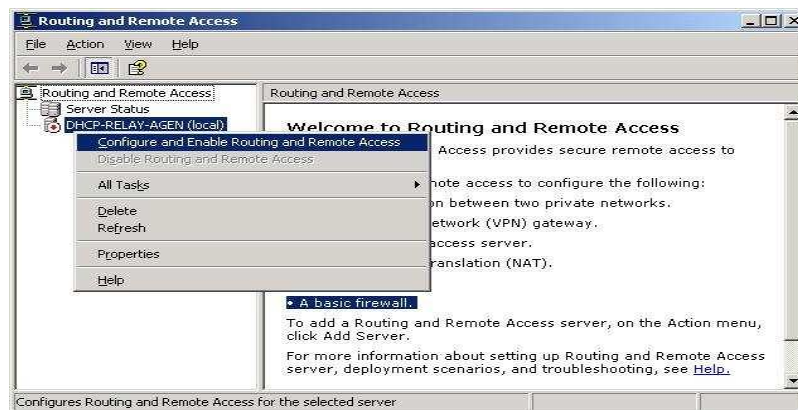 Routing and Remote Access
File Action View Help
Routing and Remote Access
Server Status
DHCP-RELAY-AGEN (local)
Configure and Enable Routing and Remote Access
Disable Routing and Remote Access
All Tasks
Delete
Refresh
Properties
Help
Routing and Remote Access
Welcome to Routing and Remote Access
Access provides secure remote access to
remote access to configure the following:
between two private networks.
network (VPN) gateway.
access server.
translation (NAT).
• A basic firewall.
To add a Routing and Remote Access server, on the Action menu,
click Add Server.
For more information about setting up Routing and Remote Access
server, deployment scenarios, and troubleshooting, see Help.
Configures Routing and Remote Access for the selected server